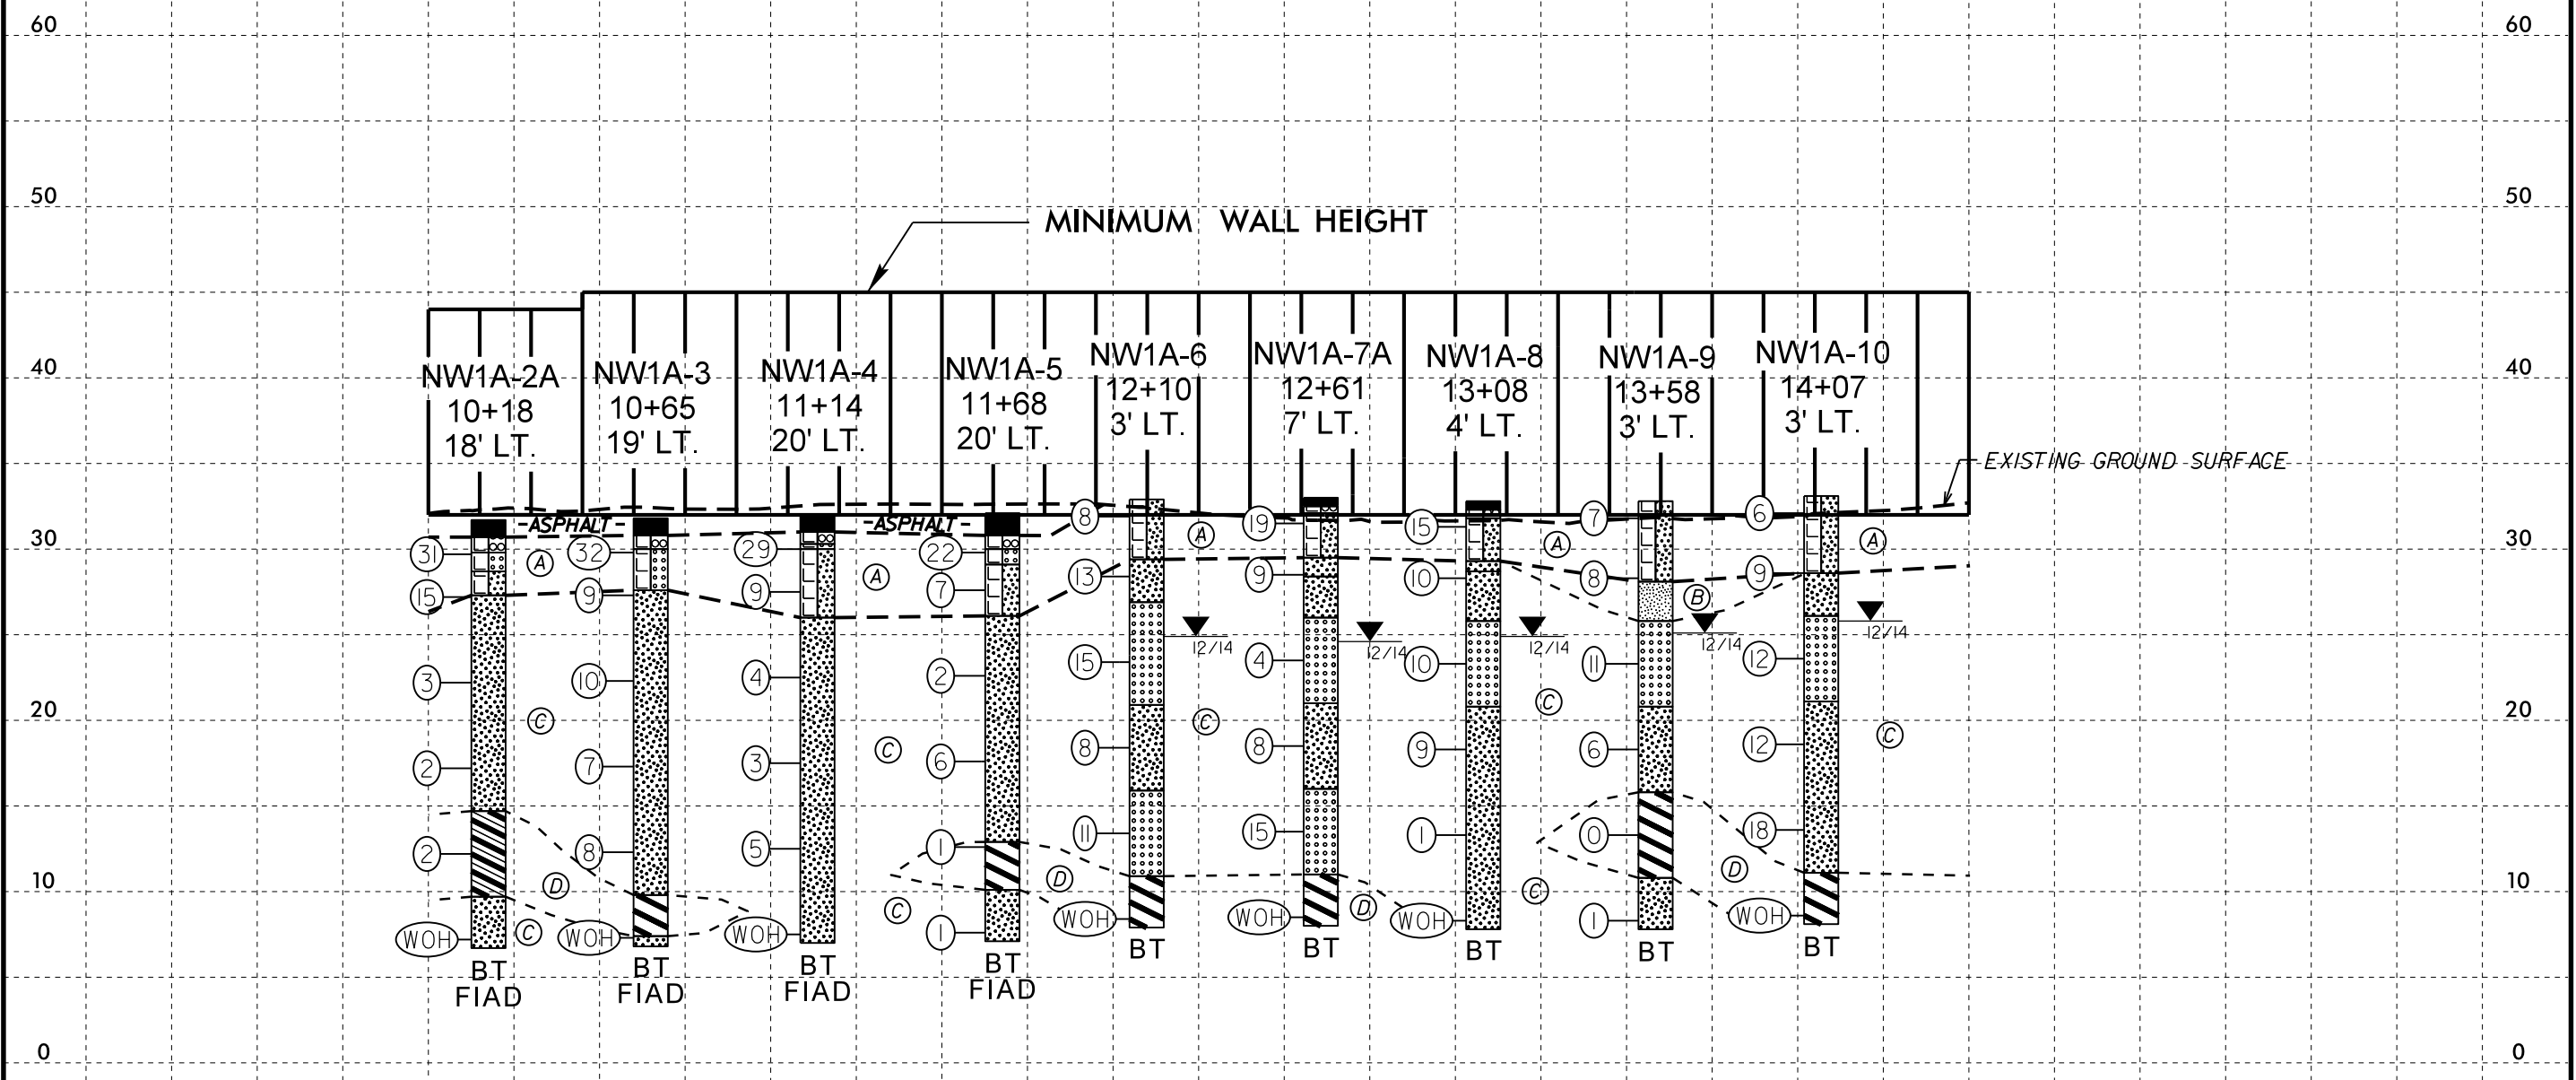 60 60
50 50
MINIMUM WALL HEIGHT
40 40
NW1A-2A
10+18
18' LT.
NW1A-3
10+65
19' LT.
NW1A-4
11+14
20' LT.
NW1A-5
11+68
20' LT.
NW1A-6
12+10
3' LT.
NW1A-7A
12+61
7' LT.
NW1A-8
13+08
4' LT.
NW1A-9
13+58
3' LT.
NW1A-10
14+07
3' LT.
EXISTING GROUND SURFACE
-ASPHALT- -ASPHALT-
30 30
20 20
10 10
0 0
31
15
3
2
2
WOH
BT
FIAD
A
C
D
C
32
9
10
7
8
WOH
BT
FIAD
29
9
4
3
5
WOH
BT
FIAD
A
C
C
22
7
2
6
1
1
BT
FIAD
D
8
13
15
8
11
WOH
BT
A
12/14
C
19
9
4
8
15
WOH
BT
12/14
D
15
10
10
9
1
WOH
BT
A
12/14
C
C
7
8
11
6
0
1
BT
B
12/14
D
6
9
12
12
18
WOH
BT
A
12/14
C